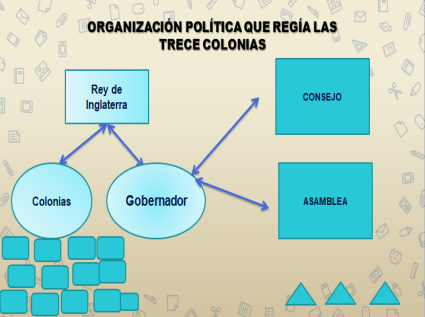 ORGANIZACIÓN POLÍTICA QUE REGÍA LAS
TRECE COLONIAS
Rey de
Inglaterra
CONSEJO
Colonias
Gobernador
ASAMBLEA